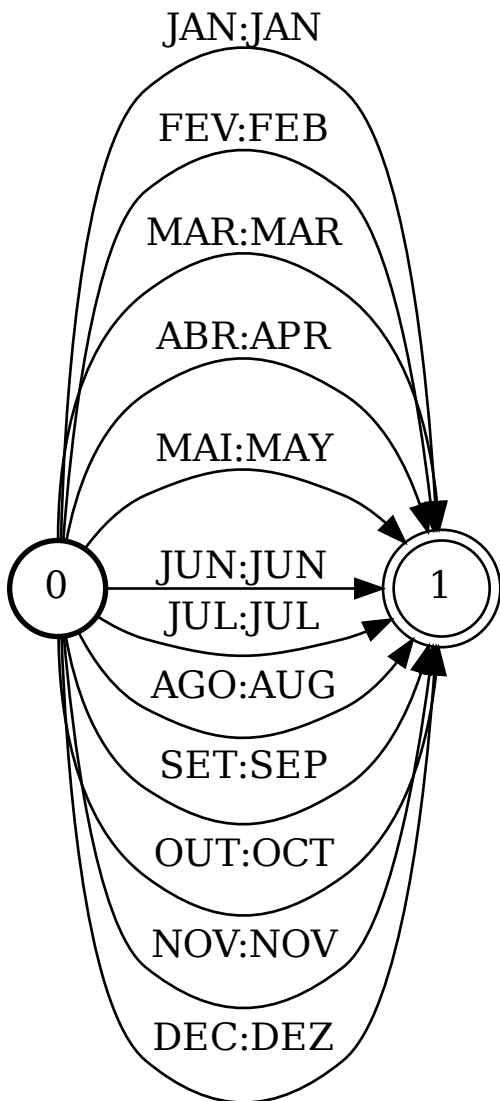 JAN:JAN
FEV:FEB
MAR:MAR
ABR:APR
MAI:MAY
JUN:JUN
0
1
JUL:JUL
AGO:AUG
SET:SEP
OUT:OCT
NOV:NOV
DEC:DEZ